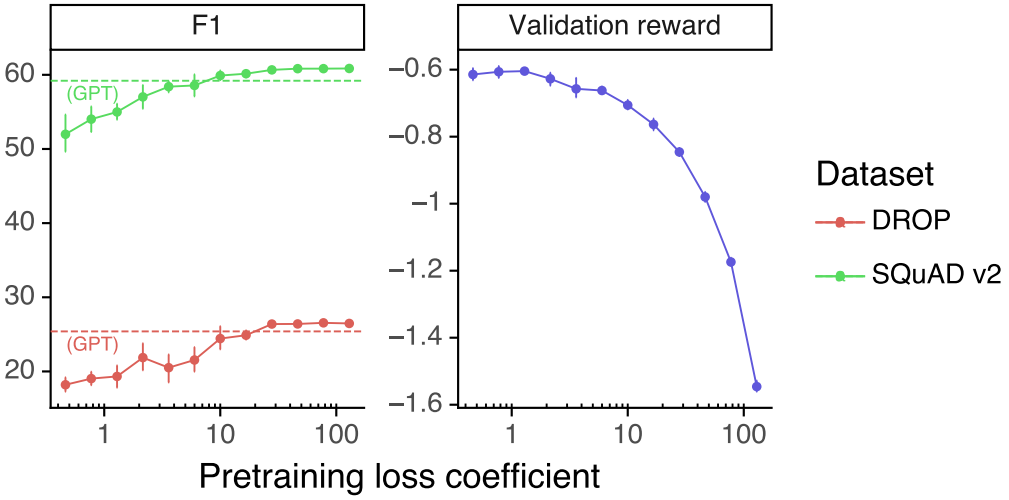 F1
Validation reward
60
50
40
30
20
(GPT)
(GPT)
1
10
100
−0.6
−0.8
−1
−1.2
−1.4
−1.6
1
10
100
Pretraining loss coefficient
Dataset
DROP
SQuAD v2